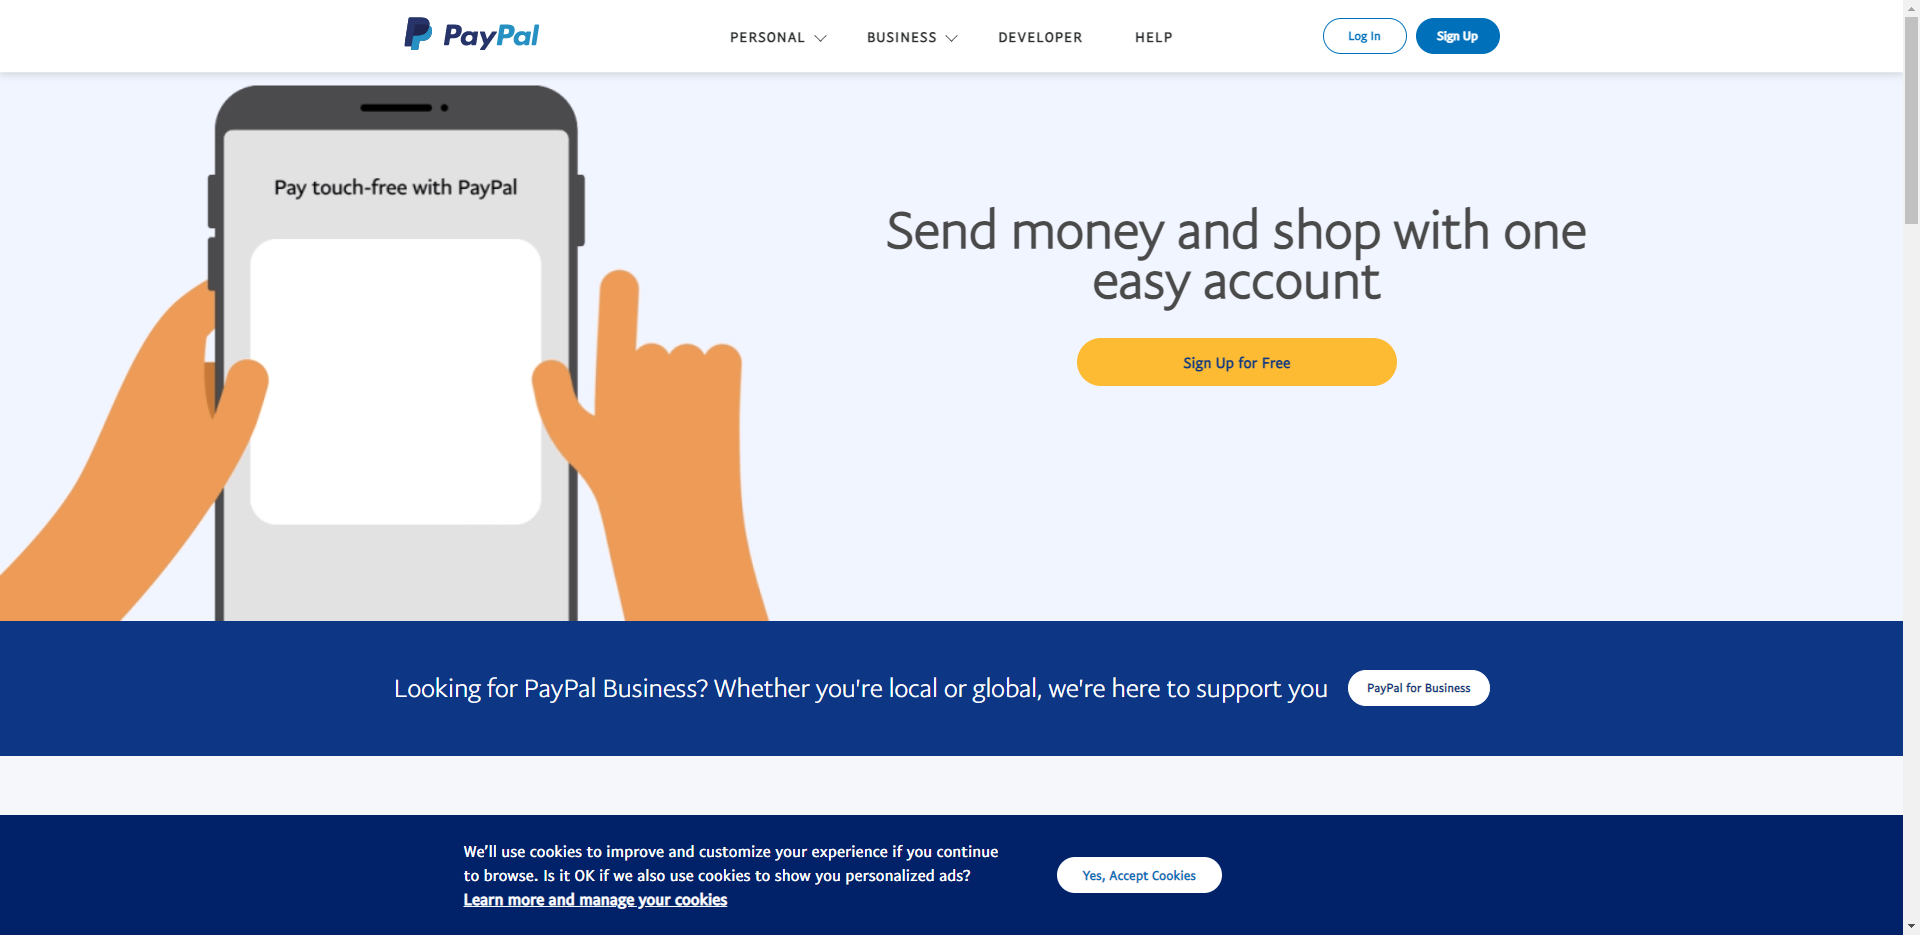 PayPal
PERSONAL
BUSINESS
DEVELOPER
HELP
Log In
Sign Up
Pay touch-free with PayPal
Send money and shop with one
easy account
Sign Up for Free
Looking for PayPal Business? Whether you're local or global, we're here to support you
PayPal for Business
We'll use cookies to improve and customize your experience if you continue
to browse. Is it OK if we also use cookies to show you personalized ads?
Learn more and manage your cookies
Yes, Accept Cookies